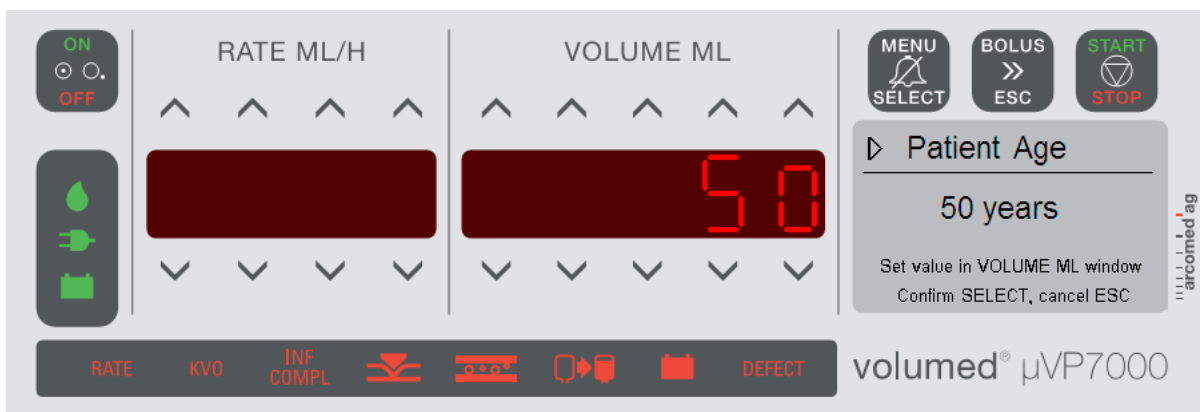 ON
OFF
RATE ML/H
VOLUME ML
MENU
SELECT
BOLUS
ESC
START
STOP
50
Patient Age
50 years
Set value in VOLUME ML window
Confirm SELECT, cancel ESC
arcomed ag
RATE
KVO
INF
COMPL
DEFECT
volumed® µVP7000